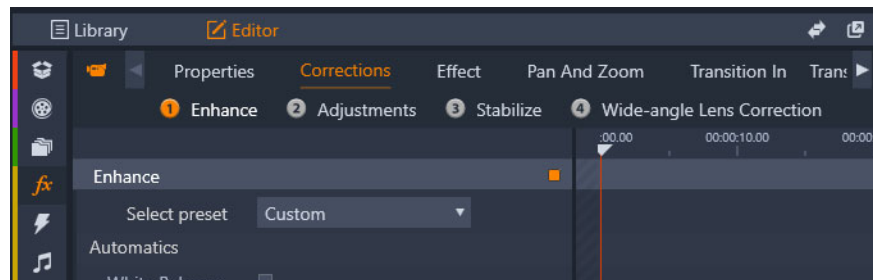 Library Editor
Properties Corrections Effect Pan And Zoom Transition In
1 Enhance 2 Adjustments 3 Stabilize 4 Wide-angle Lens Correction
:00.00 00:00:10.00 00:00
fx Enhance
Select preset Custom
Automatics